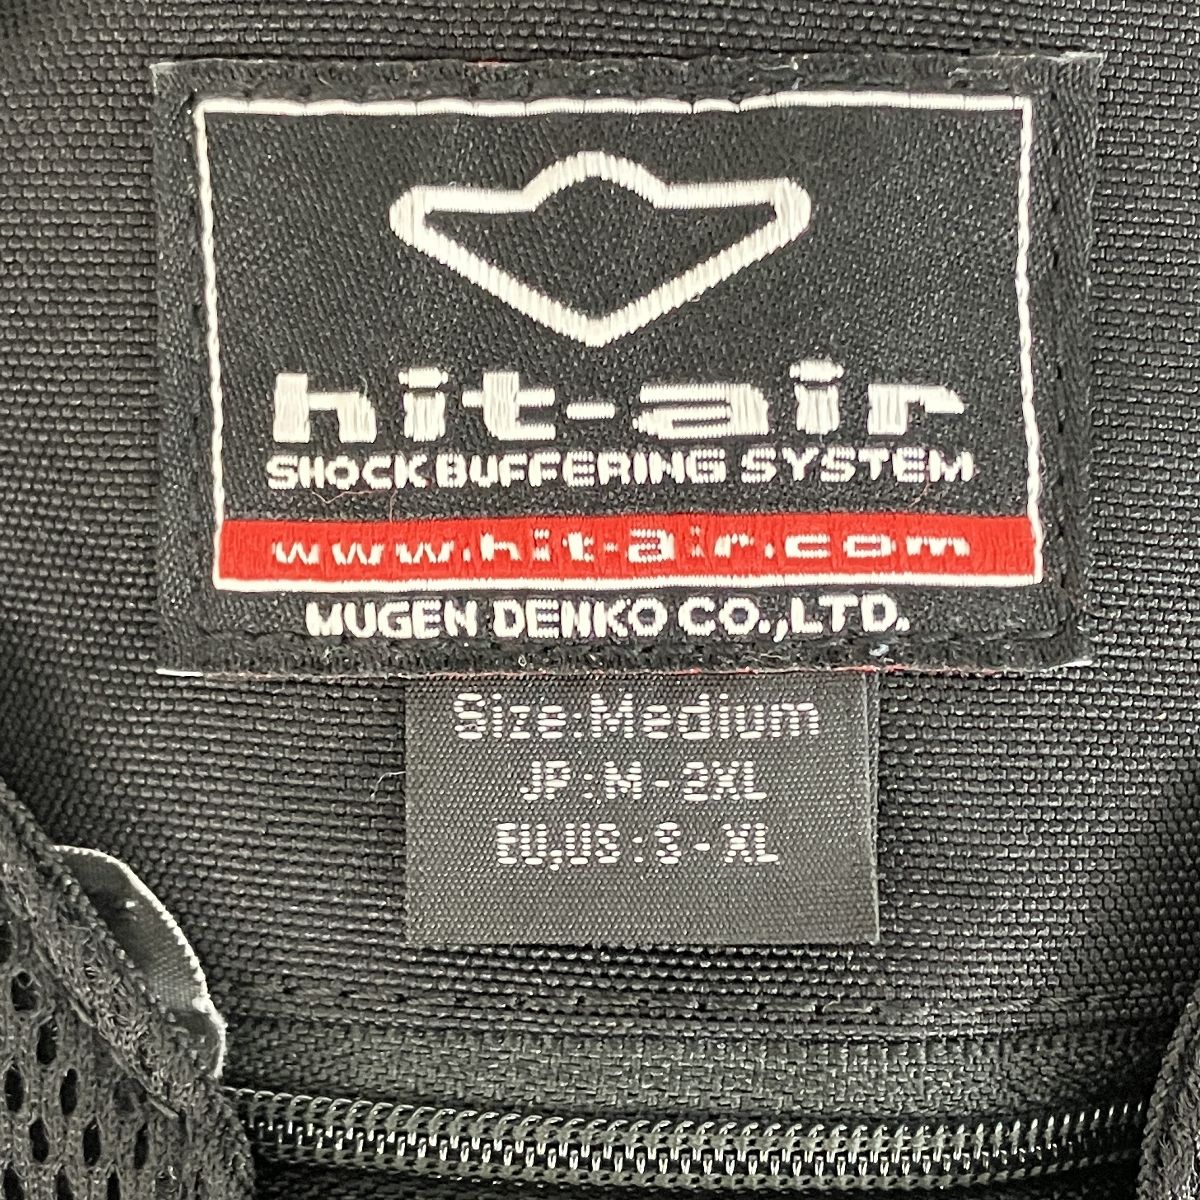 hit-air
SHOCK BUFFERING SYSTEM
www.hit-air.com
MUGEN DENKO CO.,LTD.
Size:Medium
JP:M-2XL
EU,US:S-XL